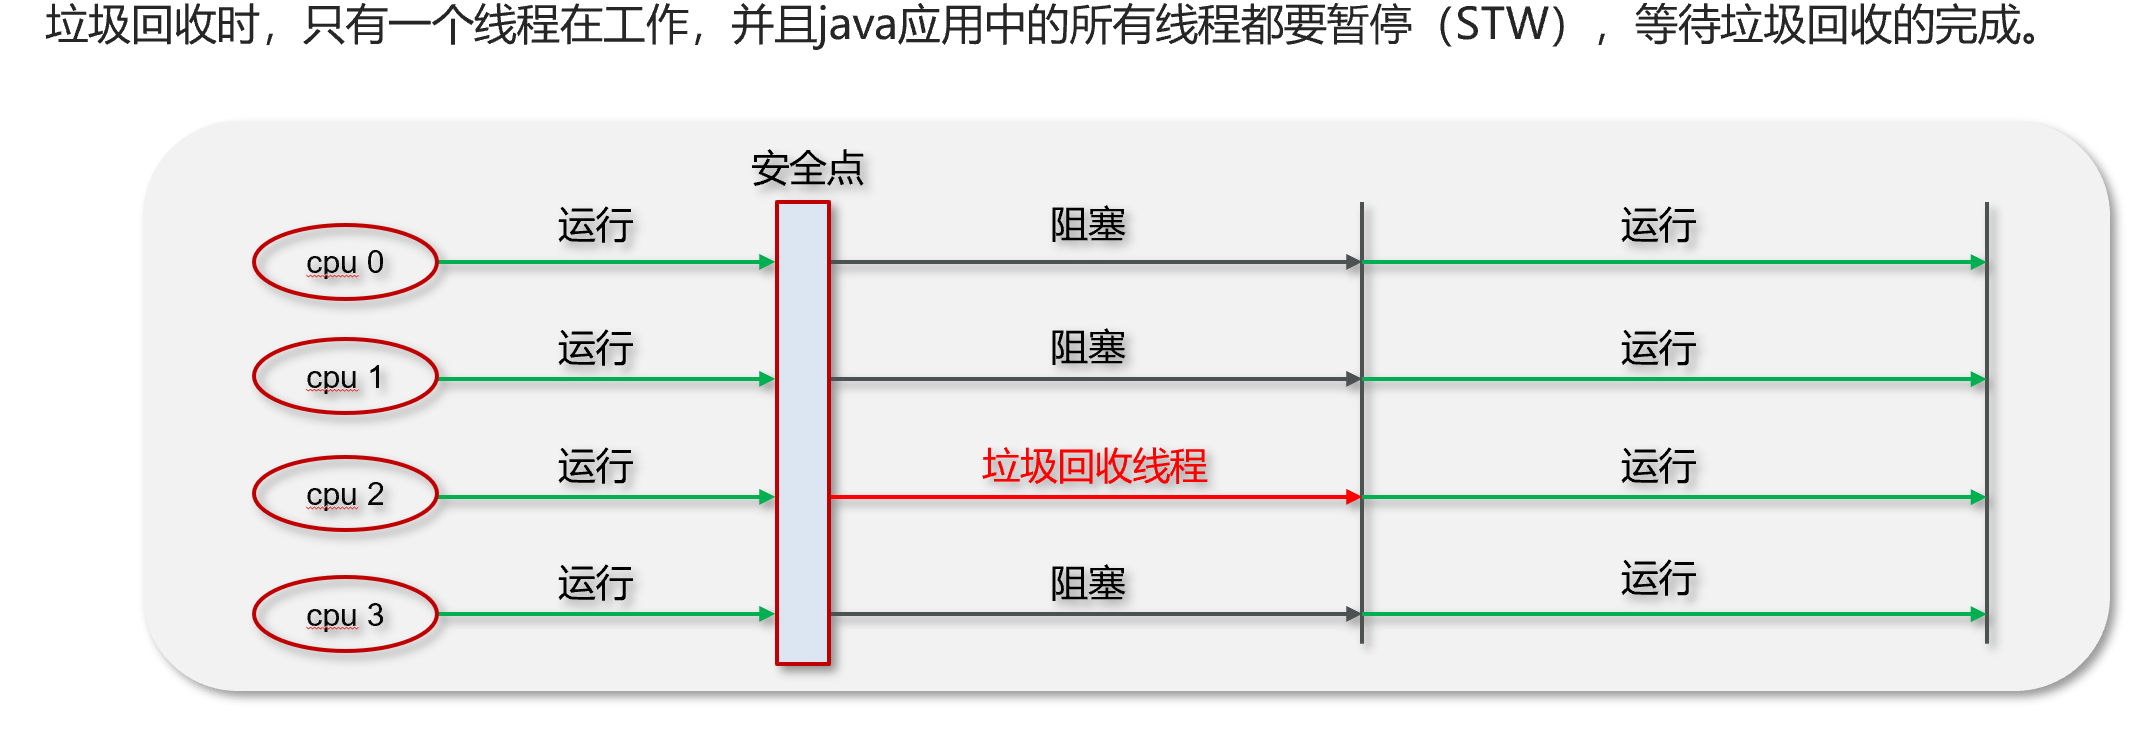 垃圾回收时，只有一个线程在工作，并且java应用中的所有线程都要暂停（STW），等待垃圾回收的完成。
安全点
cpu 0 运行 阻塞 运行
cpu 1 运行 阻塞 运行
cpu 2 运行 垃圾回收线程 运行
cpu 3 运行 阻塞 运行